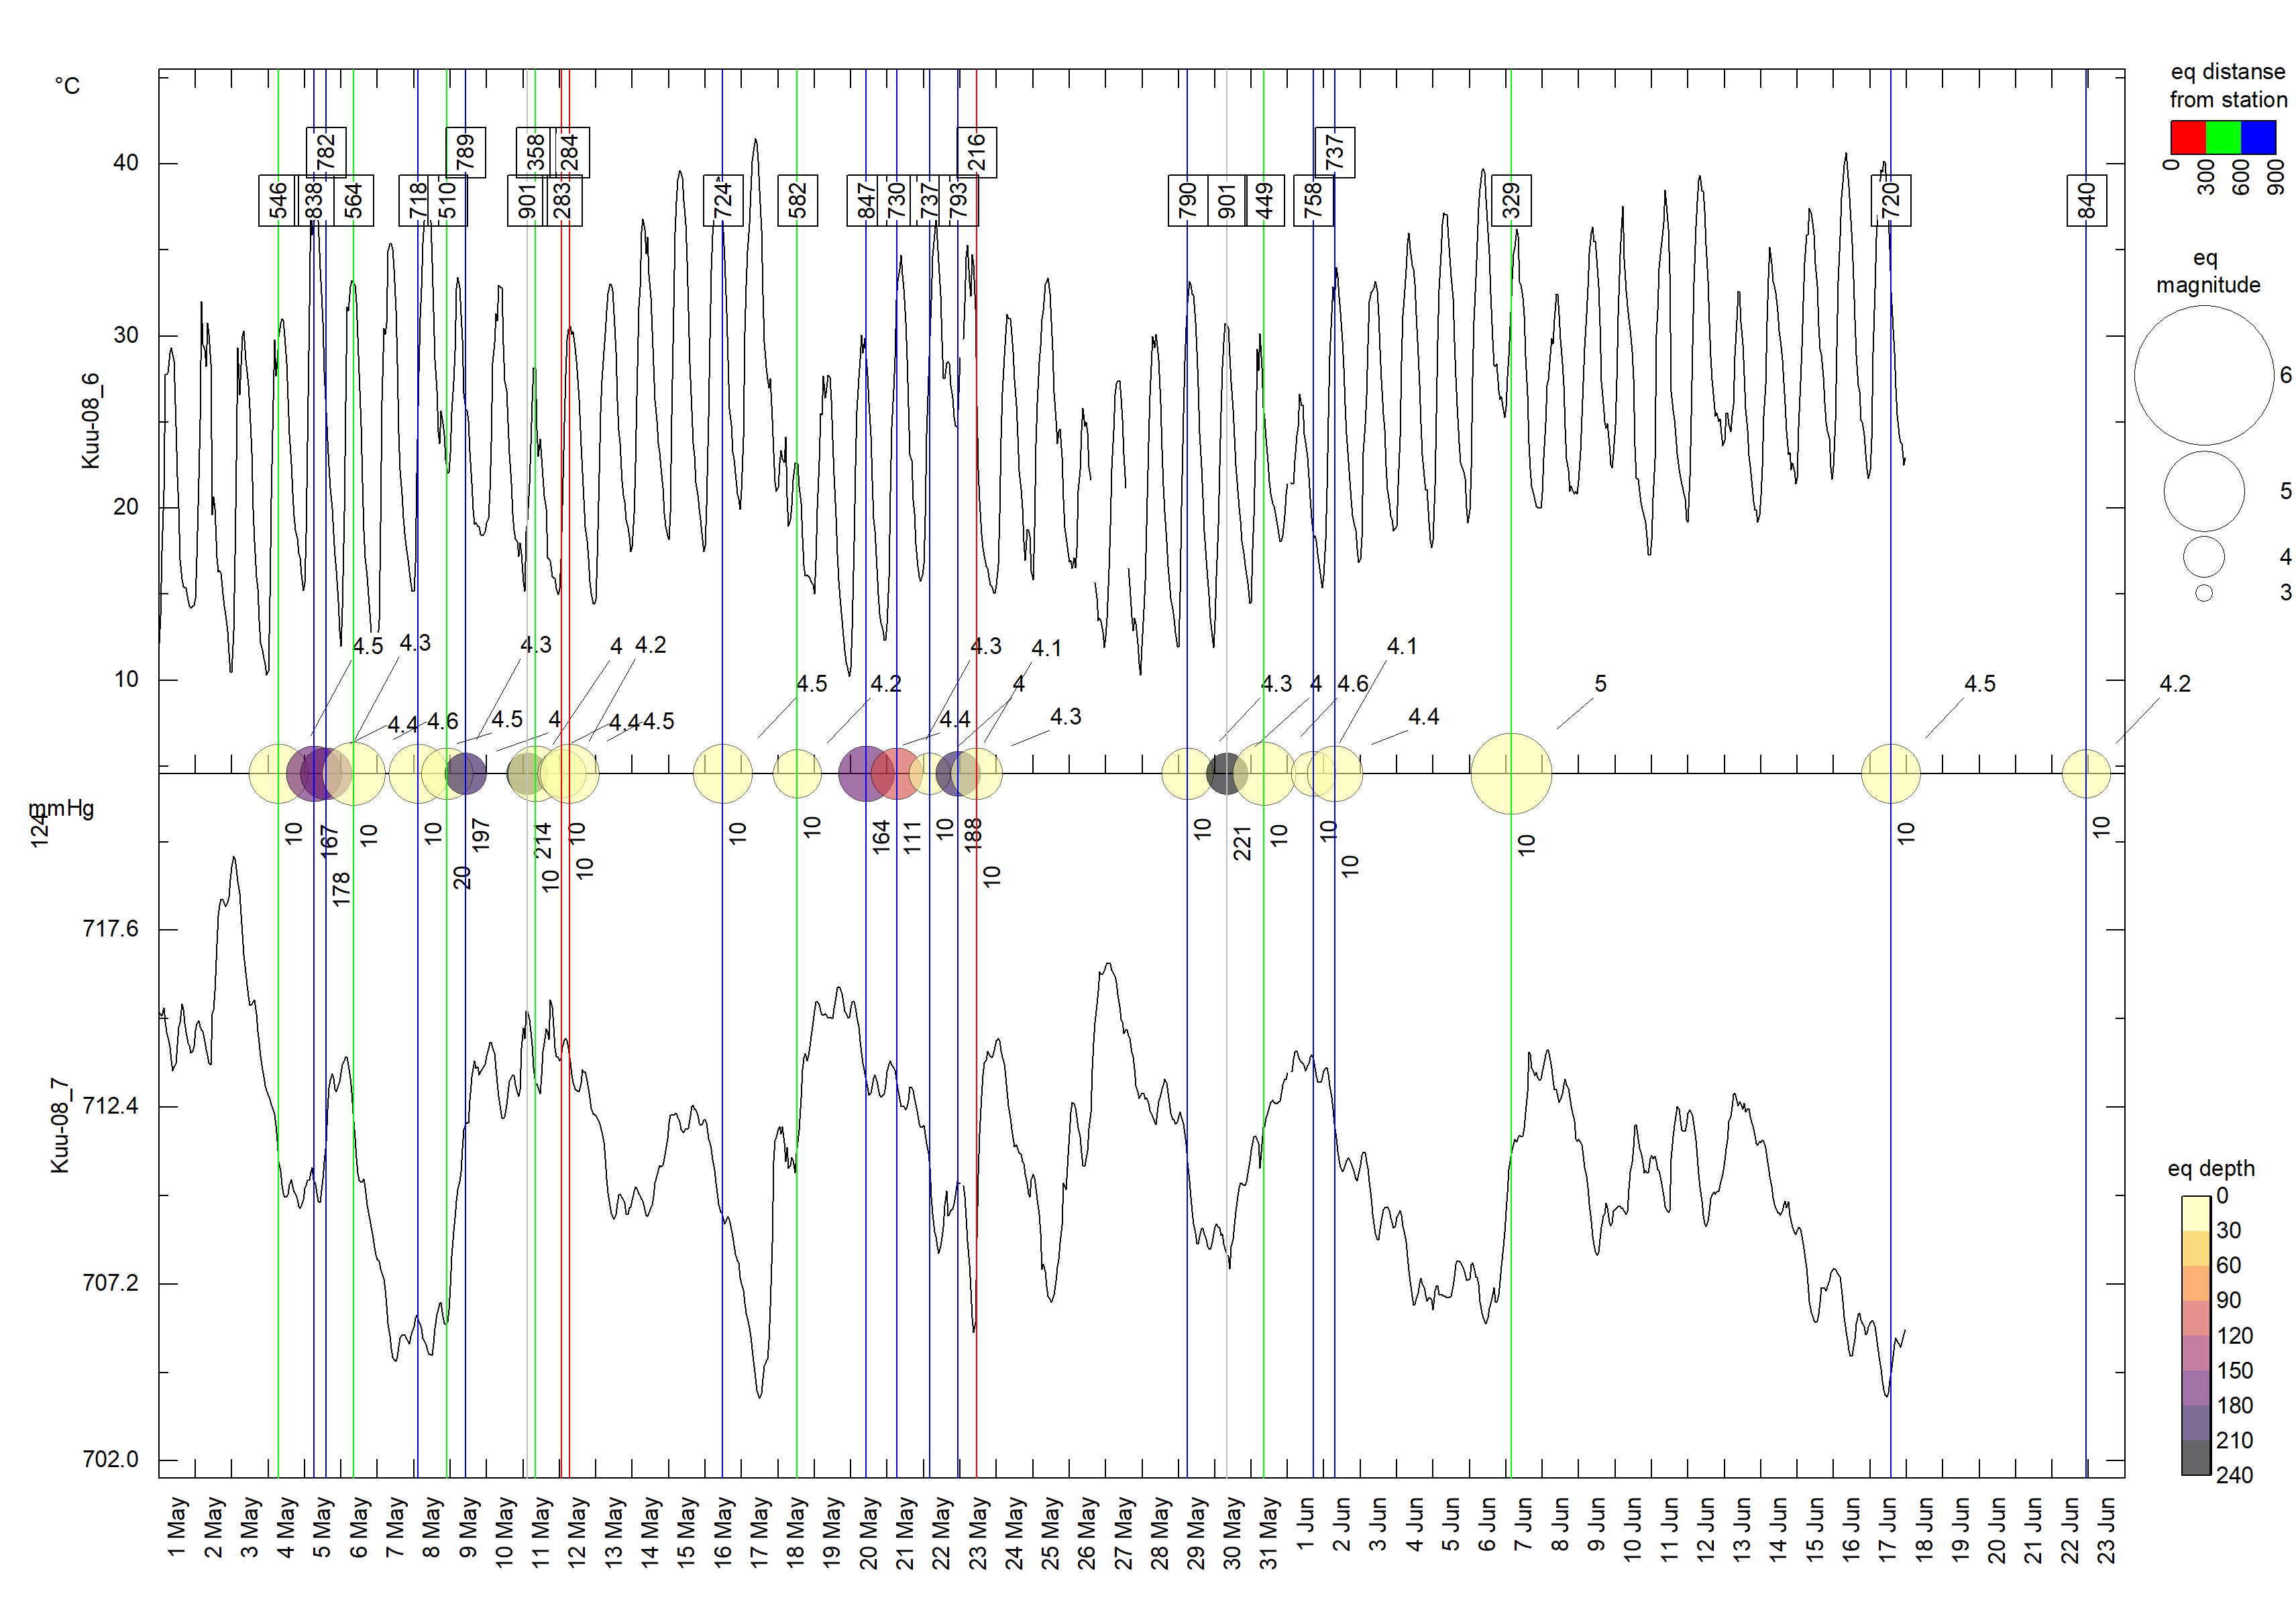 °C
eq distanse
from station
0
300
600
900
782
789
358
284
216
737
546
838
564
718
510
901
283
724
582
847
730
737
793
790
901
449
758
329
720
840
40
30
20
10
Kuu-08_6
eq
magnitude
6
5
4
3
4.5
4.3
4.3
4
4.2
4.3
4.1
4.1
4.5
4.2
4
4.3
4
4.6
5
4.5
4.2
4.4
4.6
4.5
4
4.4
4.5
4.4
4.3
4.4
mmHg
124
10
167
178
10
10
20
197
214
10
10
10
10
10
164
111
10
188
10
10
221
10
10
10
10
10
10
717.6
712.4
707.2
702.0
Kuu-08_7
eq depth
0
30
60
90
120
150
180
210
240
1 May
2 May
3 May
4 May
5 May
6 May
7 May
8 May
9 May
10 May
11 May
12 May
13 May
14 May
15 May
16 May
17 May
18 May
19 May
20 May
21 May
22 May
23 May
24 May
25 May
26 May
27 May
28 May
29 May
30 May
31 May
1 Jun
2 Jun
3 Jun
4 Jun
5 Jun
6 Jun
7 Jun
8 Jun
9 Jun
10 Jun
11 Jun
12 Jun
13 Jun
14 Jun
15 Jun
16 Jun
17 Jun
18 Jun
19 Jun
20 Jun
21 Jun
22 Jun
23 Jun